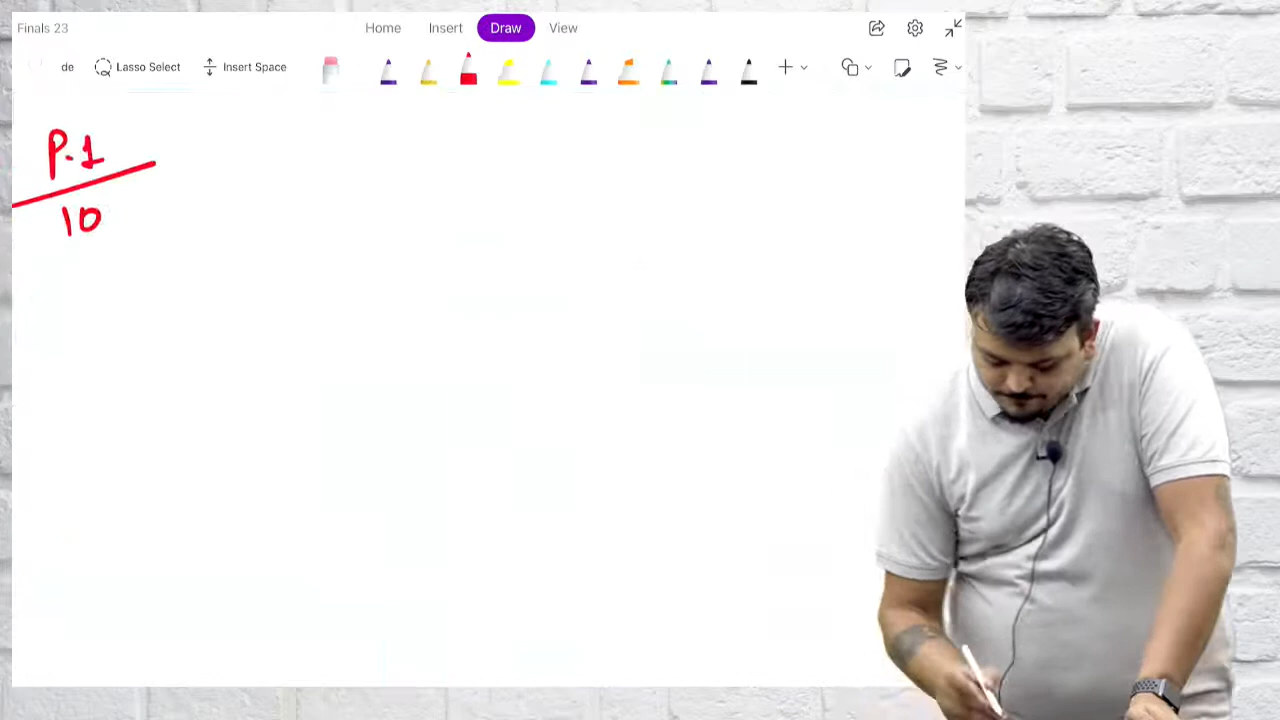 Finals 23
Home Insert Draw View
de Lasso Select Insert Space
P.1
10